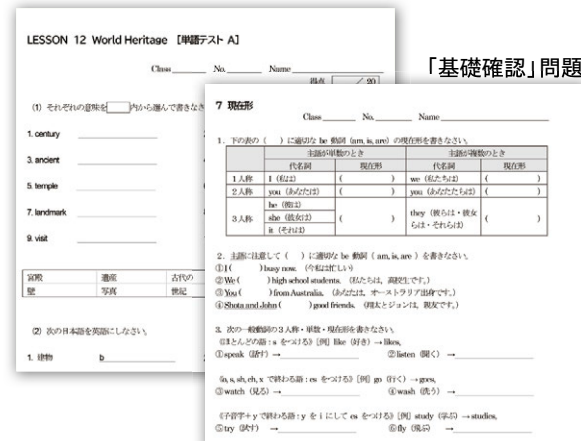 LESSON 12 World Heritage [単語テスト A]
Class No. Name
得点 / 20
(1) それぞれの意味を 内から選んで書きなさ
1. century
3. ancient
5. temple
7. landmark
9. visit
宮殿 遺産 古代の
壁 写真 世紀
(2) 次の日本語を英語にしなさい。
1. 建物 b
「基礎確認」問題
7 現在形
Class No. Name
1. 下の表の ( ) に適切な be 動詞 (am, is, are) の現在形を書きなさい。
主語が単数のとき 主語が複数のとき
代名詞 現在形 代名詞 現在形
1人称 I (私は) ( ) we (私たちは) ( )
2人称 you (あなたは) ( ) you (あなたたちは) ( )
3人称 he (彼は) she (彼女は) it (それは) ( ) they (彼らは・彼女らは・それらは) ( )
2. 主語に注意して ( ) に適切な be 動詞 ( am, is, are ) を書きなさい。
①I ( ) busy now. (今私は忙しい)
②We ( ) high school students. (私たちは、高校生です。)
③You ( ) from Australia. (あなたは、オーストラリア出身です。)
④Shota and John ( ) good friends. (翔太とジョンは、親友です。)
3. 次の一般動詞の3人称・単数・現在形を書きなさい。
《ほとんどの語 : s をつける》 [例] like (好き) → likes,
①speak (話す) → ②listen (聞く) →
《o, s, sh, ch, x で終わる語 : es をつける》 [例] go (行く) → goes,
③watch (見る) → ④wash (洗う) →
《子音字+yで終わる語 : y を i にして es をつける》 [例] study (学ぶ) → studies,
⑤try (試す) → ⑥fly (飛ぶ) →